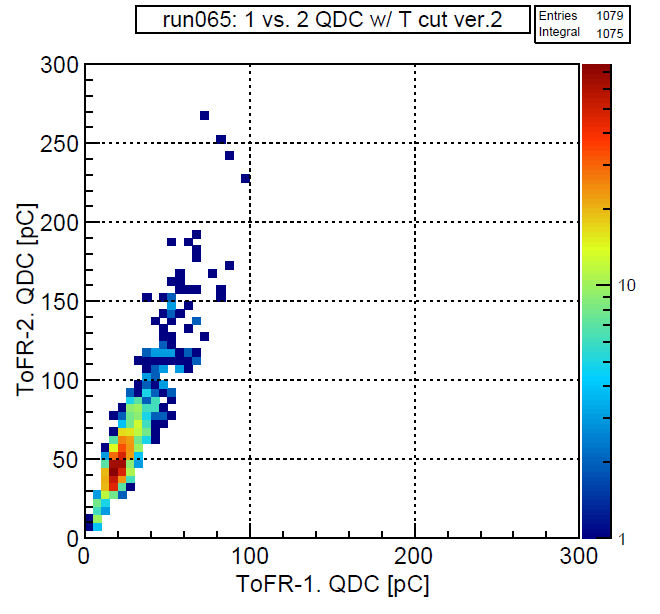 run065: 1 vs. 2 QDC w/ T cut ver.2
Entries 1079
Integral 1075
300
250
200
150
100
50
0
ToFR-2. QDC [pC]
10
1
0 100 200 300
ToFR-1. QDC [pC]